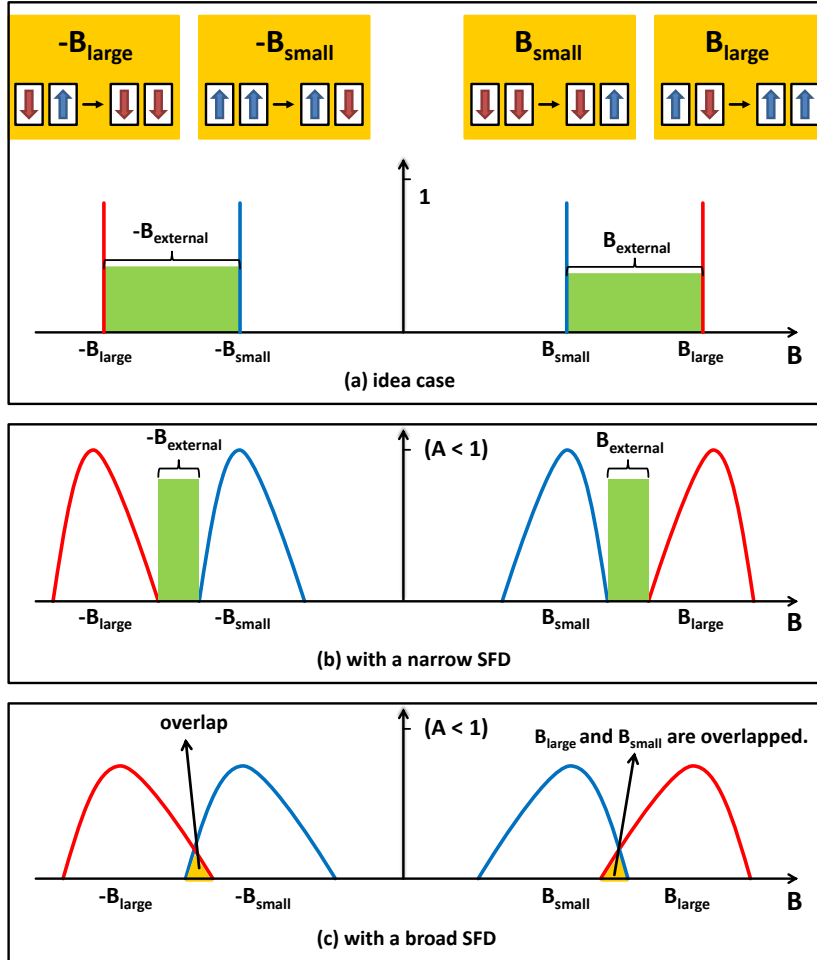 -Blarge -Bsmall Bsmall Blarge
1
-Bexternal Bexternal
-Blarge -Bsmall Bsmall Blarge B
(a) idea case
-Bexternal (A < 1) Bexternal
-Blarge -Bsmall Bsmall Blarge B
(b) with a narrow SFD
overlap (A < 1) Blarge and Bsmall are overlapped.
-Blarge -Bsmall Bsmall Blarge B
(c) with a broad SFD